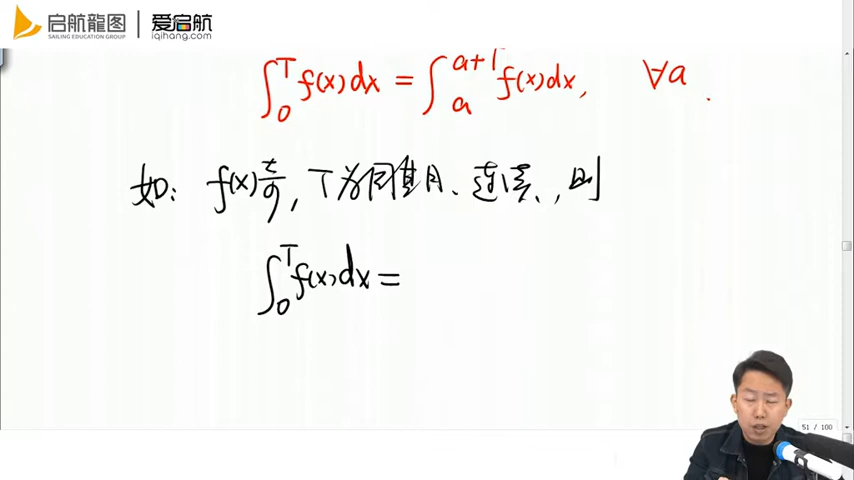 启航龍图 爱启航
SAILING EDUCATION GROUP iqihang.com
∫₀ᵀ f(x)dx = ∫ₐᵃ⁺ᵀ f(x)dx, ∀a.
如: f(x)奇, T为周期、连续, 则
∫₀ᵀ f(x)dx =
51 / 100